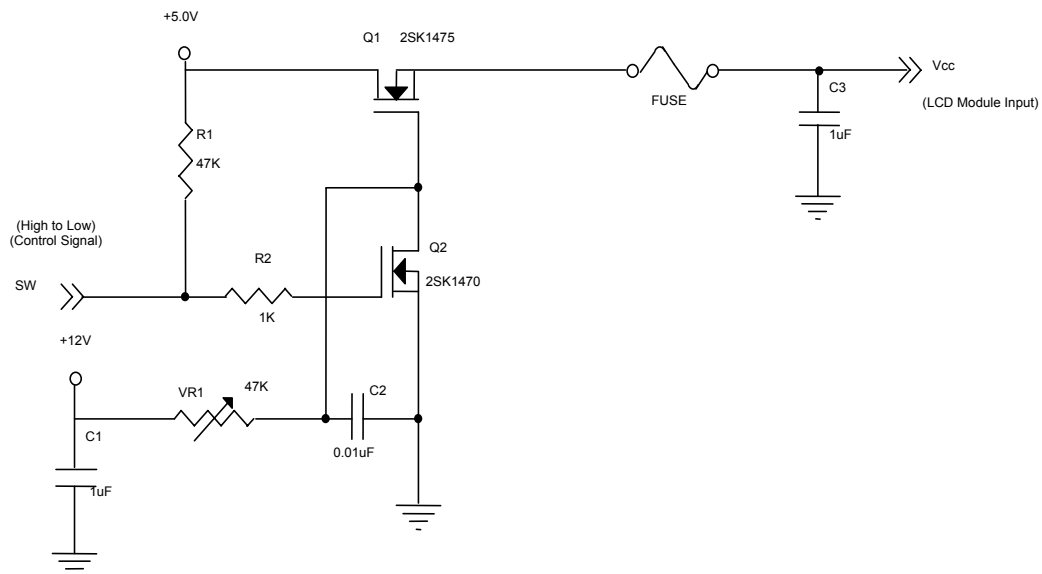 +5.0V
Q1 2SK1475
Vcc
(LCD Module Input)
FUSE
C3
1uF
R1
47K
(High to Low)
(Control Signal)
SW
R2
1K
Q2
2SK1470
+12V
VR1
47K
C2
0.01uF
C1
1uF